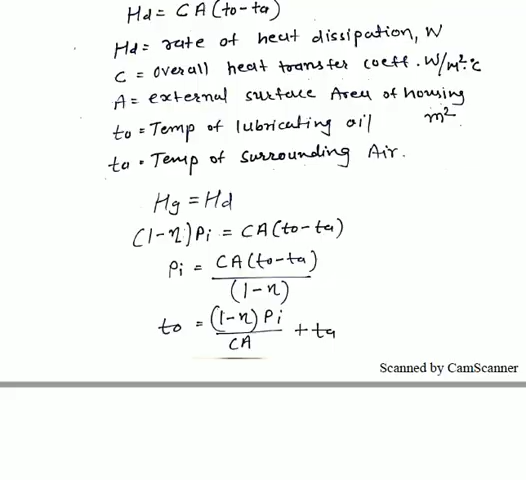 Hd = CA(to-ta)
Hd = rate of heat dissipation, W
C = overall heat transfer coeff. W/m²·°C
A = external surface Area of housing m²
to = Temp of lubricating oil
ta = Temp of surrounding Air.
Hg = Hd
(1-η)Pi = CA(to-ta)
Pi = CA(to-ta) / (1-η)
to = (1-η) Pi / CA + ta
Scanned by CamScanner